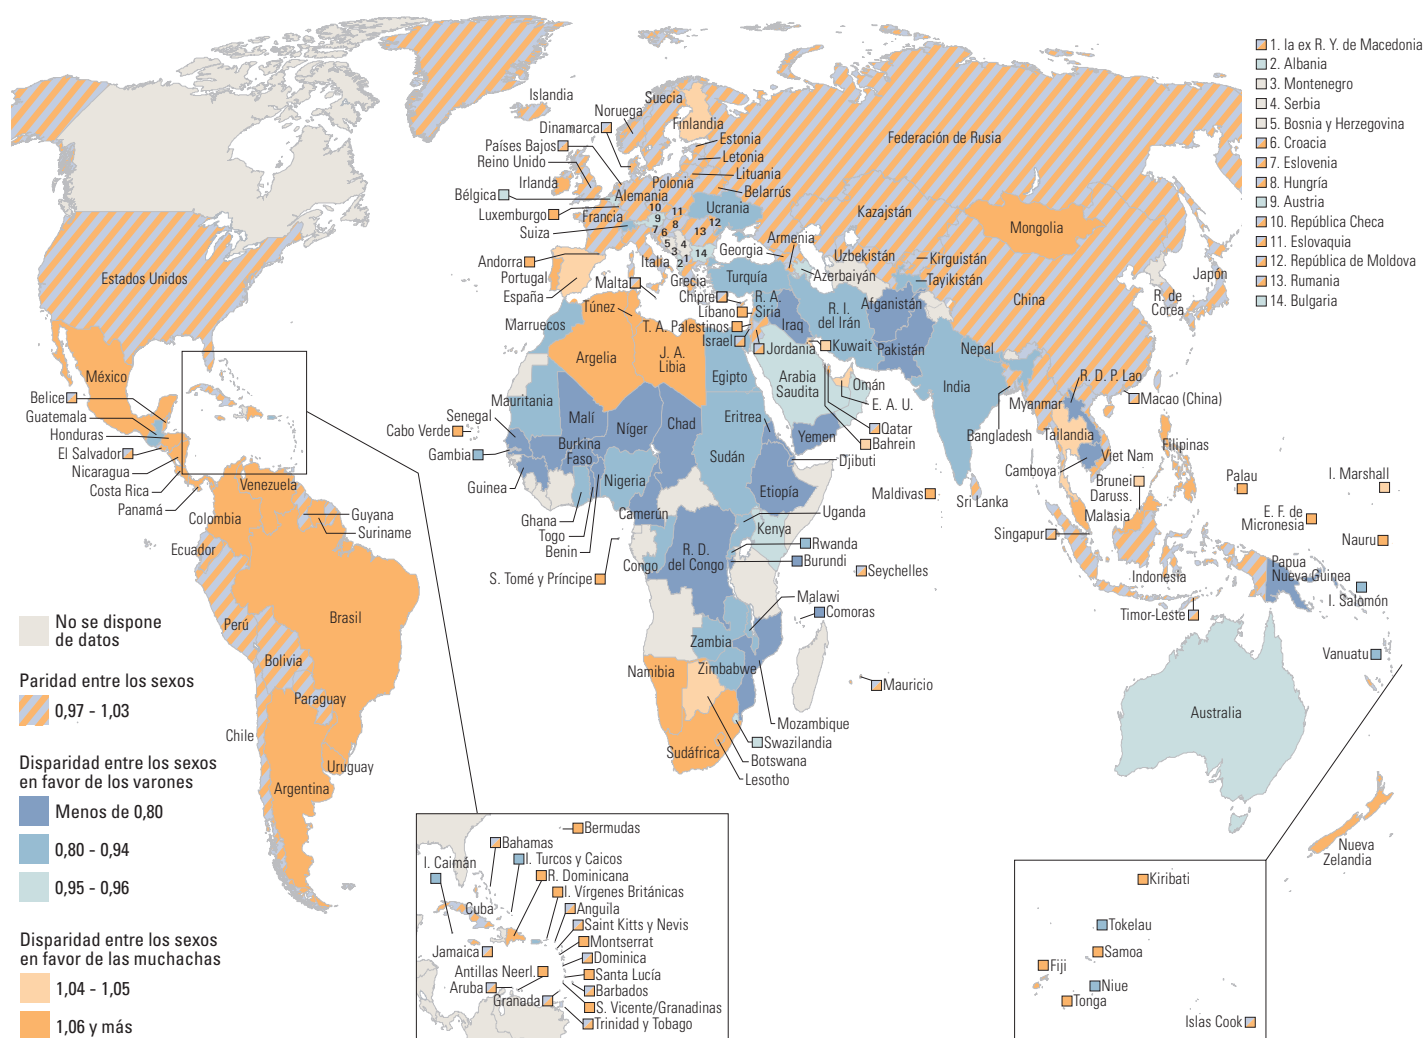 1. la ex R. Y. de Macedonia
2. Albania
3. Montenegro
4. Serbia
5. Bosnia y Herzegovina
6. Croacia
7. Eslovenia
8. Hungría
9. Austria
10. República Checa
11. Eslovaquia
12. República de Moldova
13. Rumania
14. Bulgaria
Islandia
Noruega
Suecia
Finlandia
Dinamarca
Países Bajos
Reino Unido
Irlanda
Bélgica
Luxemburgo
Alemania
Polonia
Estonia
Letonia
Lituania
Belarrús
Federación de Rusia
Francia
Suiza
Ucrania
10
11
9
8
12
7
6
13
5
4
3
1
14
2
Andorra
Portugal
España
Italia
Malta
Grecia
Georgia
Armenia
Azerbaiyán
Kazajstán
Uzbekistán
Kirguistán
Tayikistán
Mongolia
China
Japón
R. de
Corea
Turquía
Chipre
Líbano
R. A.
Siria
T. A. Palestinos
Israel
Jordania
Iraq
Kuwait
R. I.
del Irán
Afganistán
Pakistán
Nepal
India
R. D. P. Lao
Macao (China)
Myanmar
Bangladesh
Tailandia
Viet Nam
Camboya
Filipinas
Brunei
Daruss.
Malasia
Singapur
Indonesia
Timor-Leste
Sri Lanka
Maldivas
Palau
I. Marshall
E. F. de
Micronesia
Nauru
Papua
Nueva Guinea
I. Salomón
Vanuatu
Australia
Nueva
Zelandia
Arabia
Saudita
Omán
E. A. U.
Qatar
Bahrein
Yemen
Djibuti
Estados Unidos
México
Belice
Guatemala
Honduras
El Salvador
Nicaragua
Costa Rica
Panamá
Venezuela
Colombia
Guyana
Suriname
Ecuador
Perú
Brasil
Bolivia
Paraguay
Chile
Uruguay
Argentina
Marruecos
Túnez
Argelia
J. A.
Libia
Egipto
Mauritania
Malí
Níger
Chad
Sudán
Eritrea
Etiopía
Senegal
Cabo Verde
Gambia
Guinea
Burkina
Faso
Nigeria
Ghana
Togo
Benin
Camerún
Congo
R. D.
del Congo
S. Tomé y Príncipe
Uganda
Kenya
Rwanda
Burundi
Seychelles
Malawi
Comoras
Zambia
Zimbabwe
Namibia
Mauricio
Mozambique
Swazilandia
Botswana
Lesotho
Sudáfrica
No se dispone
de datos
Paridad entre los sexos
0,97 - 1,03
Disparidad entre los sexos
en favor de los varones
Menos de 0,80
0,80 - 0,94
0,95 - 0,96
Disparidad entre los sexos
en favor de las muchachas
1,04 - 1,05
1,06 y más
Bermudas
Bahamas
I. Turcos y Caicos
I. Caimán
R. Dominicana
I. Vírgenes Británicas
Cuba
Anguila
Saint Kitts y Nevis
Montserrat
Jamaica
Dominica
Antillas Neerl.
Santa Lucía
Aruba
Barbados
Granada
S. Vicente/Granadinas
Trinidad y Tobago
Kiribati
Tokelau
Samoa
Fiji
Niue
Tonga
Islas Cook